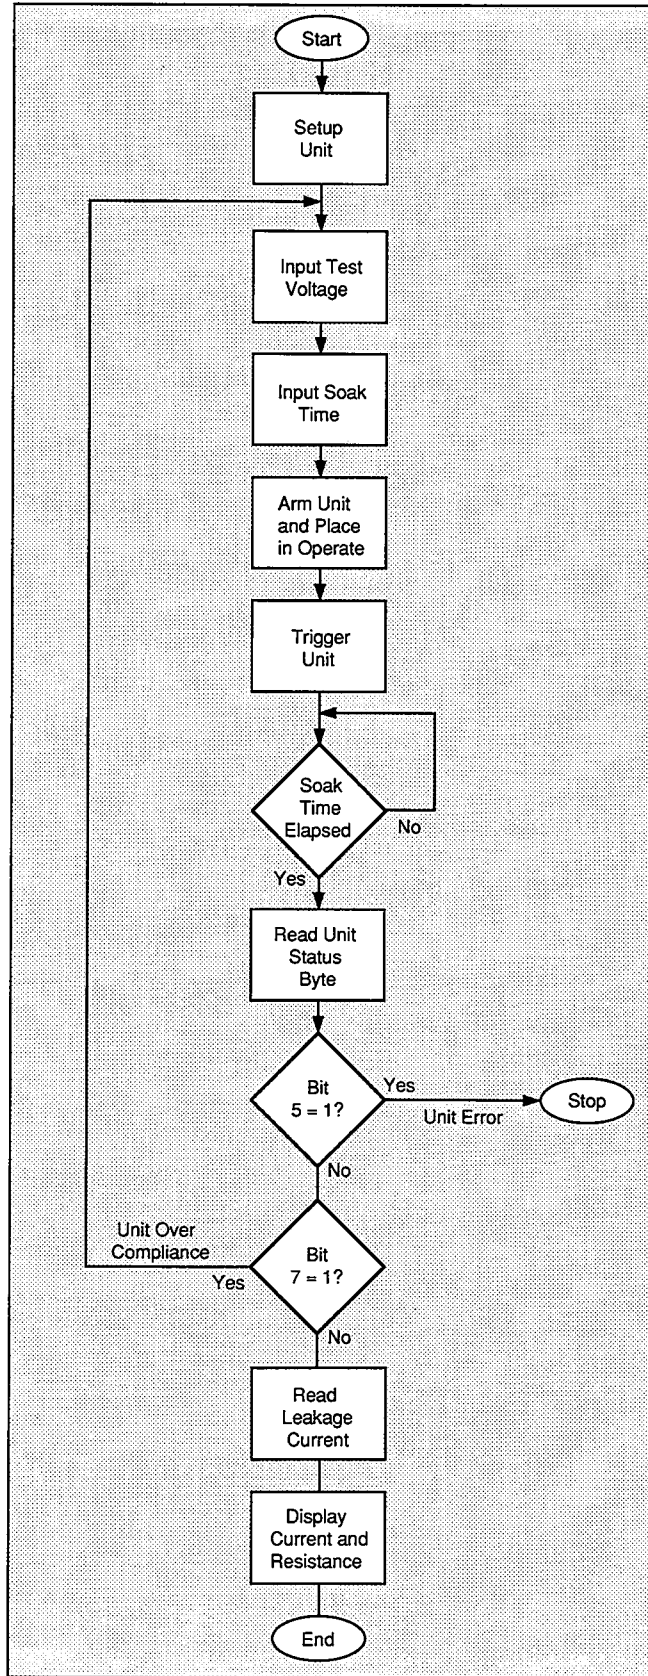 Start
Setup
Unit
Input Test
Voltage
Input Soak
Time
Arm Unit
and Place
in Operate
Trigger
Unit
Soak
Time
Elapsed
No
Yes
Read Unit
Status
Byte
Bit
5 = 1?
Yes
Unit Error
Stop
No
Unit Over
Compliance
Yes
Bit
7 = 1?
No
Read
Leakage
Current
Display
Current and
Resistance
End